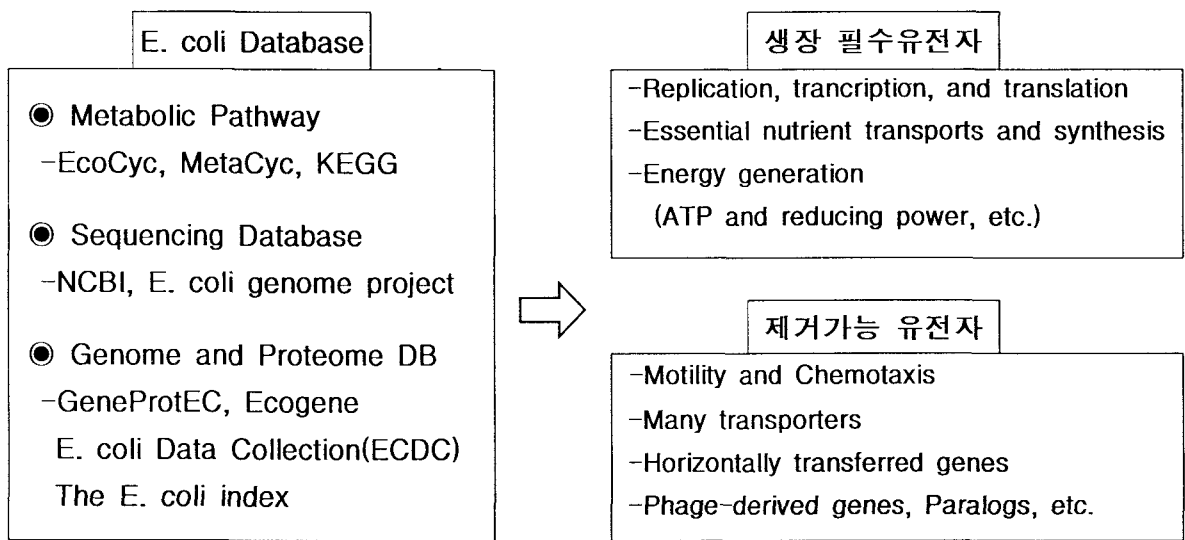 E. coli Database
◉ Metabolic Pathway
-EcoCyc, MetaCyc, KEGG
◉ Sequencing Database
-NCBI, E. coli genome project
◉ Genome and Proteome DB
-GeneProtEC, Ecogene
E. coli Data Collection(ECDC)
The E. coli index
생장 필수유전자
-Replication, trancription, and translation
-Essential nutrient transports and synthesis
-Energy generation
(ATP and reducing power, etc.)
제거가능 유전자
-Motility and Chemotaxis
-Many transporters
-Horizontally transferred genes
-Phage-derived genes, Paralogs, etc.